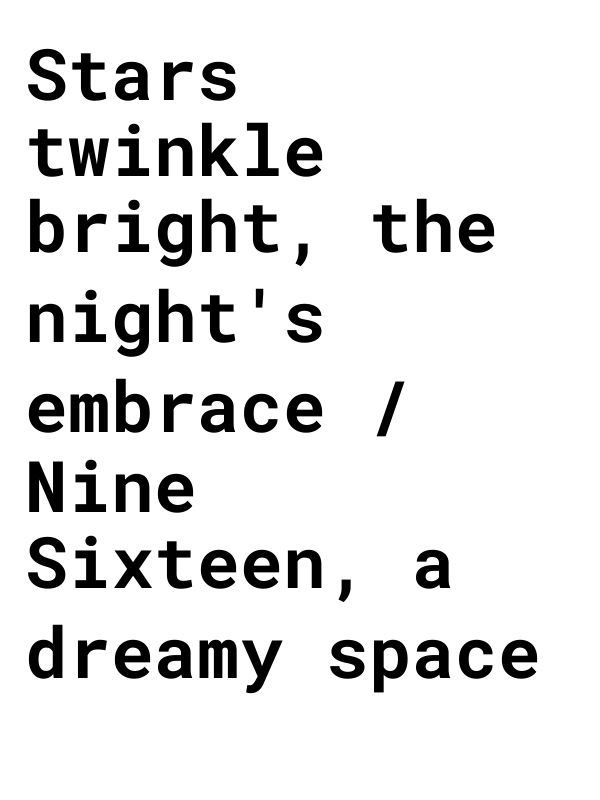 Stars
twinkle
bright, the
night's
embrace /
Nine
Sixteen, a
dreamy space